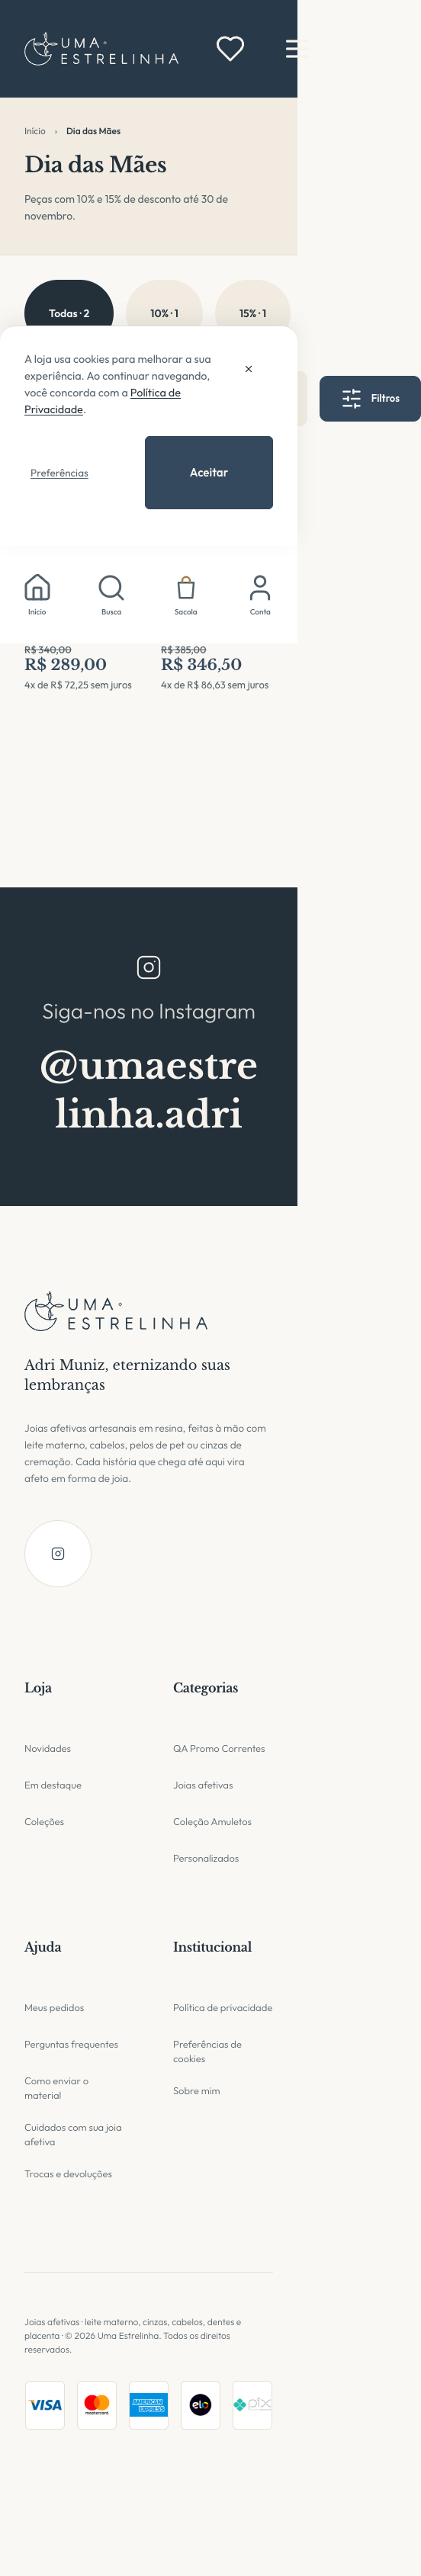 UMA
ESTRELINHA
Início › Dia das Mães
Dia das Mães
Peças com 10% e 15% de desconto até 30 de
novembro.
Todas · 2 10% · 1 15% · 1
A loja usa cookies para melhorar a sua
experiência. Ao continuar navegando,
você concorda com a Política de
Privacidade.
×
Filtros
Preferências
Aceitar
Início Busca Sacola Conta
R$ 340,00 R$ 385,00
R$ 289,00 R$ 346,50
4x de R$ 72,25 sem juros 4x de R$ 86,63 sem juros
Siga-nos no Instagram
@umaestre
linha.adri
UMA
ESTRELINHA
Adri Muniz, eternizando suas
lembranças
Joias afetivas artesanais em resina, feitas à mão com
leite materno, cabelos, pelos de pet ou cinzas de
cremação. Cada história que chega até aqui vira
afeto em forma de joia.
Loja
Novidades
Em destaque
Coleções
Categorias
QA Promo Correntes
Joias afetivas
Coleção Amuletos
Personalizados
Ajuda
Meus pedidos
Perguntas frequentes
Como enviar o
material
Cuidados com sua joia
afetiva
Trocas e devoluções
Institucional
Política de privacidade
Preferências de
cookies
Sobre mim
Joias afetivas · leite materno, cinzas, cabelos, dentes e
placenta · © 2026 Uma Estrelinha. Todos os direitos
reservados.
VISA mastercard AMERICAN EXPRESS elo pix